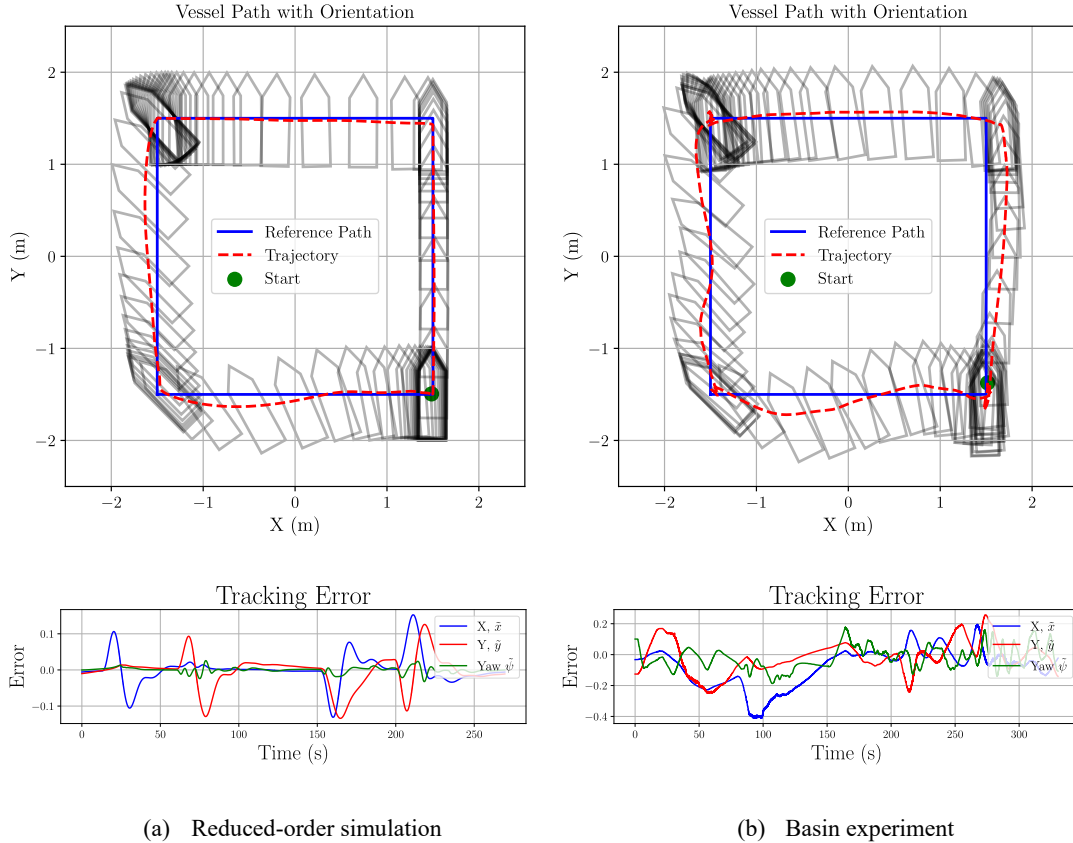 Vessel Path with Orientation
2
1
0
−1
−2
Y (m)
Reference Path
Trajectory
Start
−2
−1
0
1
2
X (m)
Tracking Error
0.1
0.0
−0.1
Error
X, x̃
Y, ỹ
Yaw ψ̃
0
50
100
150
200
250
Time (s)
(a) Reduced-order simulation
Vessel Path with Orientation
2
1
0
−1
−2
Y (m)
Reference Path
Trajectory
Start
−2
−1
0
1
2
X (m)
Tracking Error
0.2
0.0
−0.2
−0.4
Error
X, x̃
Y, ỹ
Yaw ψ̃
0
50
100
150
200
250
300
Time (s)
(b) Basin experiment